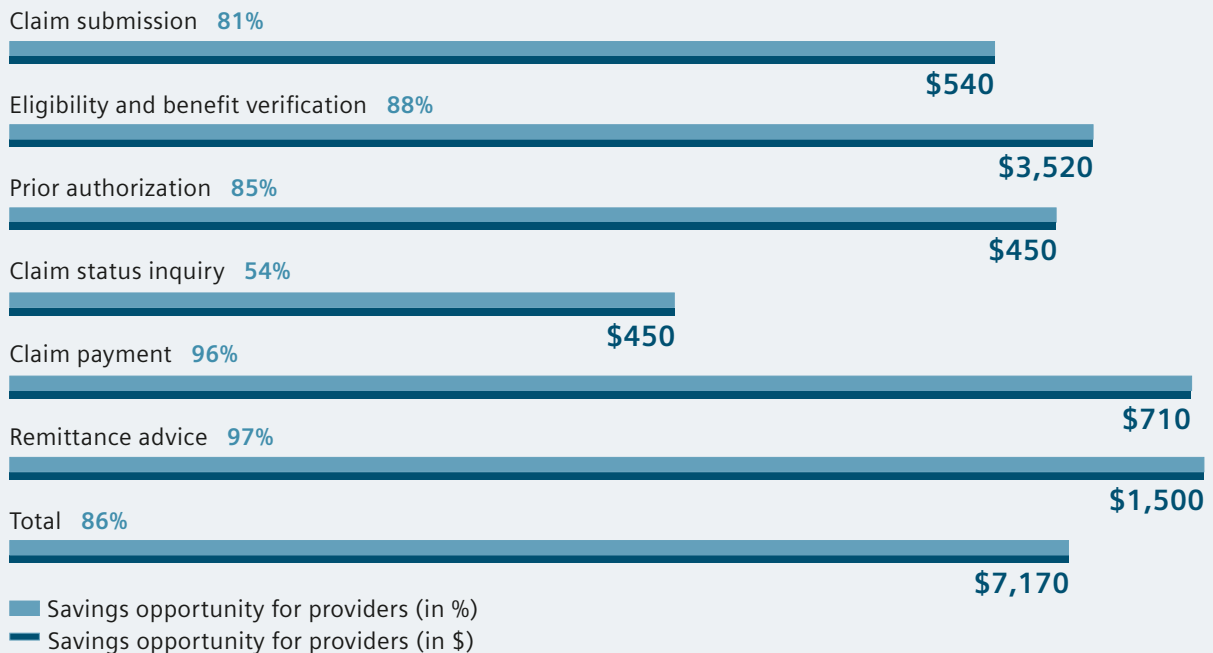 Claim submission 81%
$540
Eligibility and benefit verification 88%
$3,520
Prior authorization 85%
$450
Claim status inquiry 54%
$450
Claim payment 96%
$710
Remittance advice 97%
$1,500
Total 86%
$7,170
Savings opportunity for providers (in %)
Savings opportunity for providers (in $)